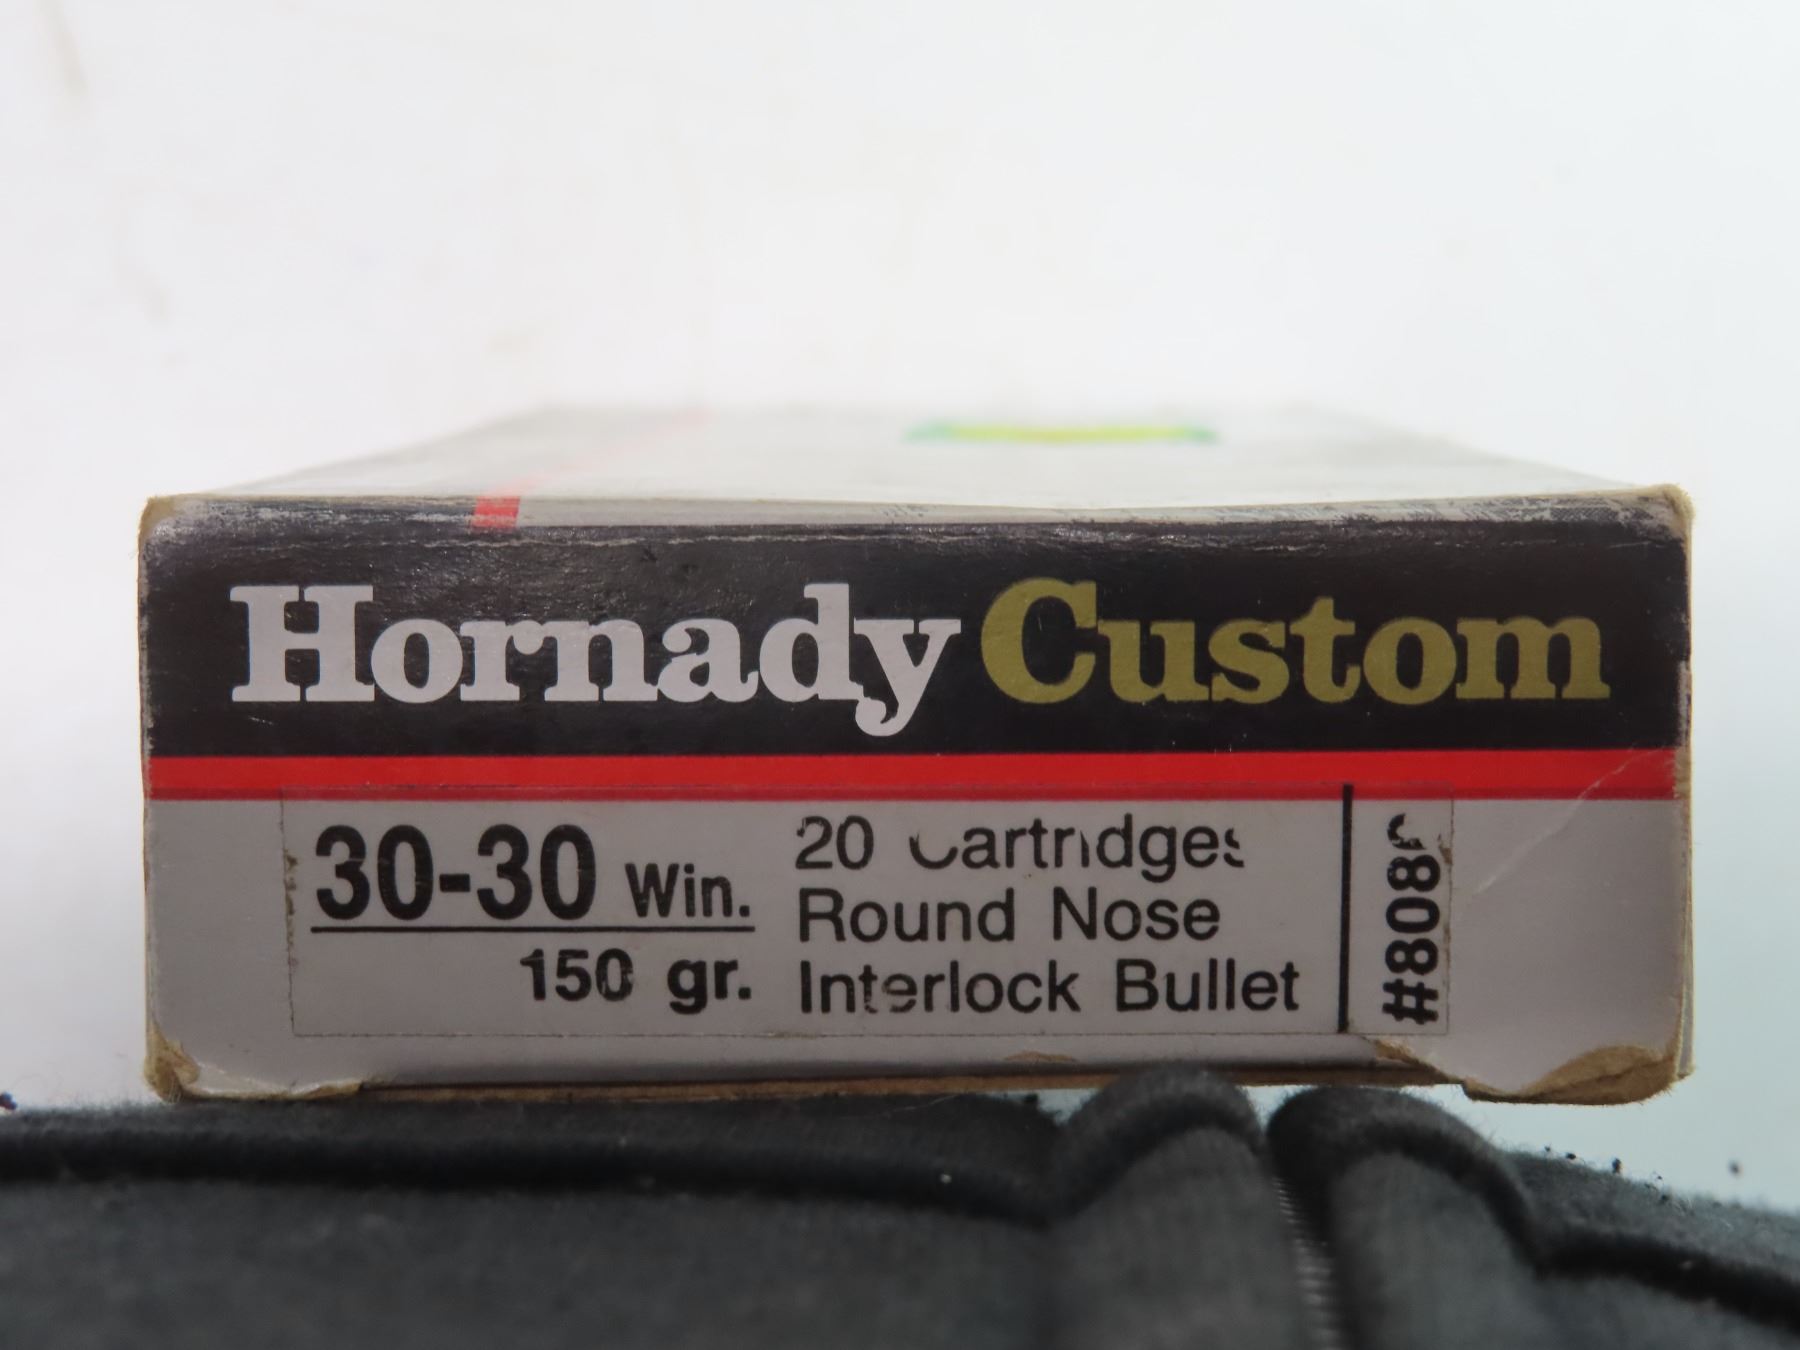 Hornady Custom
30-30 Win.
150 gr.
20 Cartridges
Round Nose
Interlock Bullet